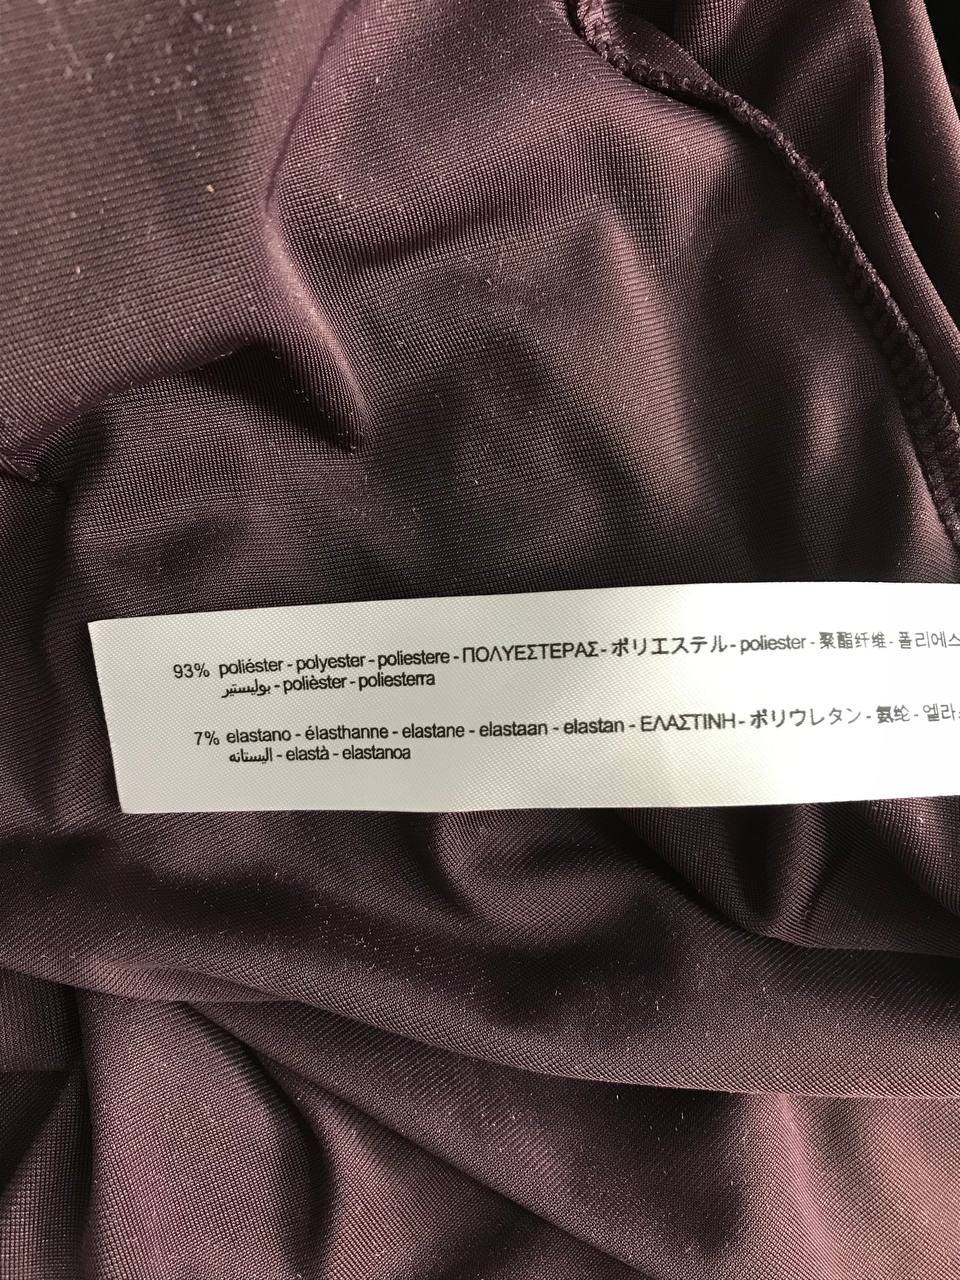 93% poliéster - polyester - poliestere - ΠΟΛΥΕΣΤΕΡΑΣ - ポリエステル - poliester - 聚酯纤维 - 폴리에스
بوليستير - polièster - poliesterra
7% elastano - élasthanne - elastane - elastaan - elastan - ΕΛΑΣΤΙΝΗ - ポリウレタン - 氨纶 - 엘라
اليستانه - elastà - elastanoa